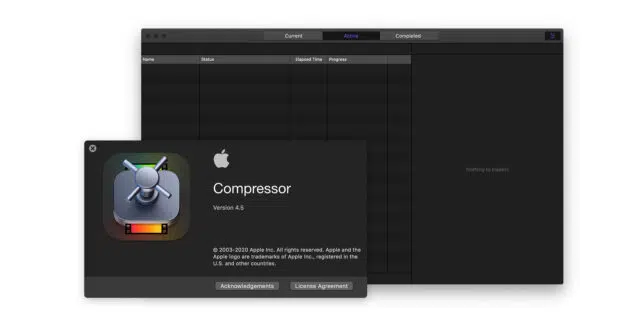 Current
Active
Completed
Name
Status
Elapsed Time
Progress
Nothing to inspect
Compressor
Version 4.5
© 2003-2020 Apple Inc. All rights reserved. Apple and the
Apple logo are trademarks of Apple Inc., registered in the
U.S. and other countries.
Acknowledgements
License Agreement